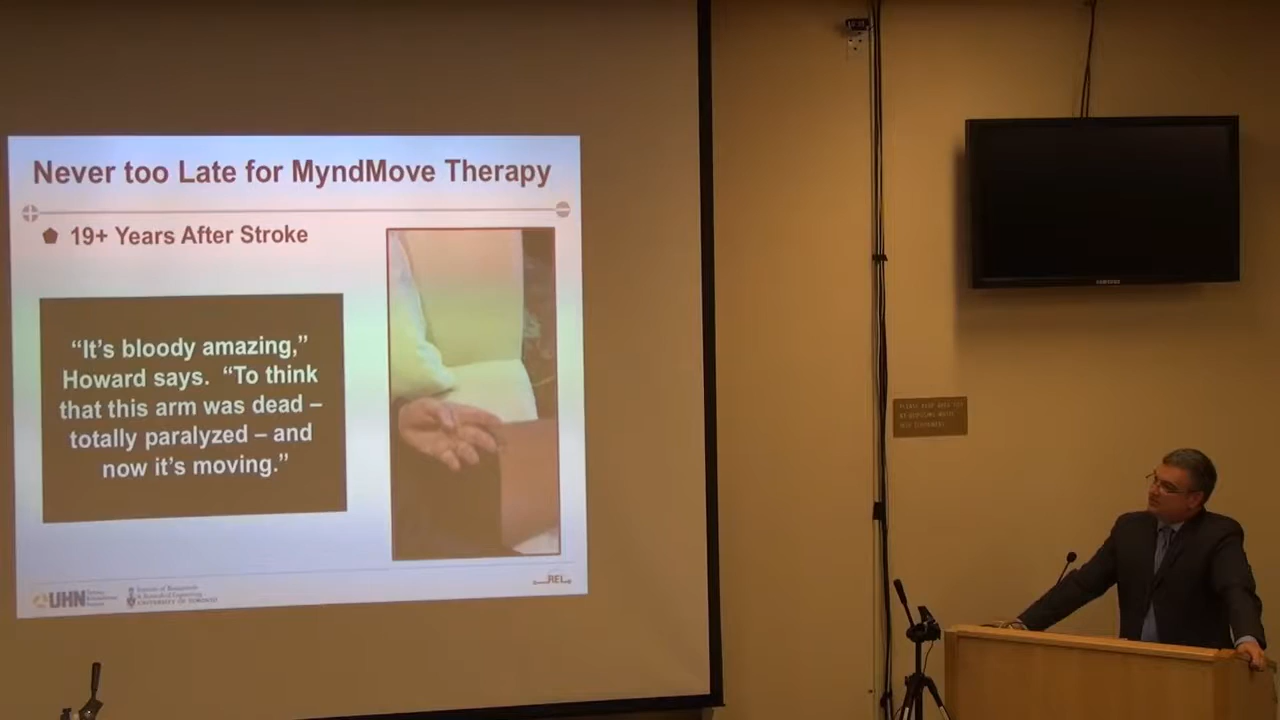 Never too Late for MyndMove Therapy
19+ Years After Stroke
“It’s bloody amazing,”
Howard says. “To think
that this arm was dead –
totally paralyzed – and
now it’s moving.”
UHN
UNIVERSITY OF TORONTO
REL
SAMSUNG